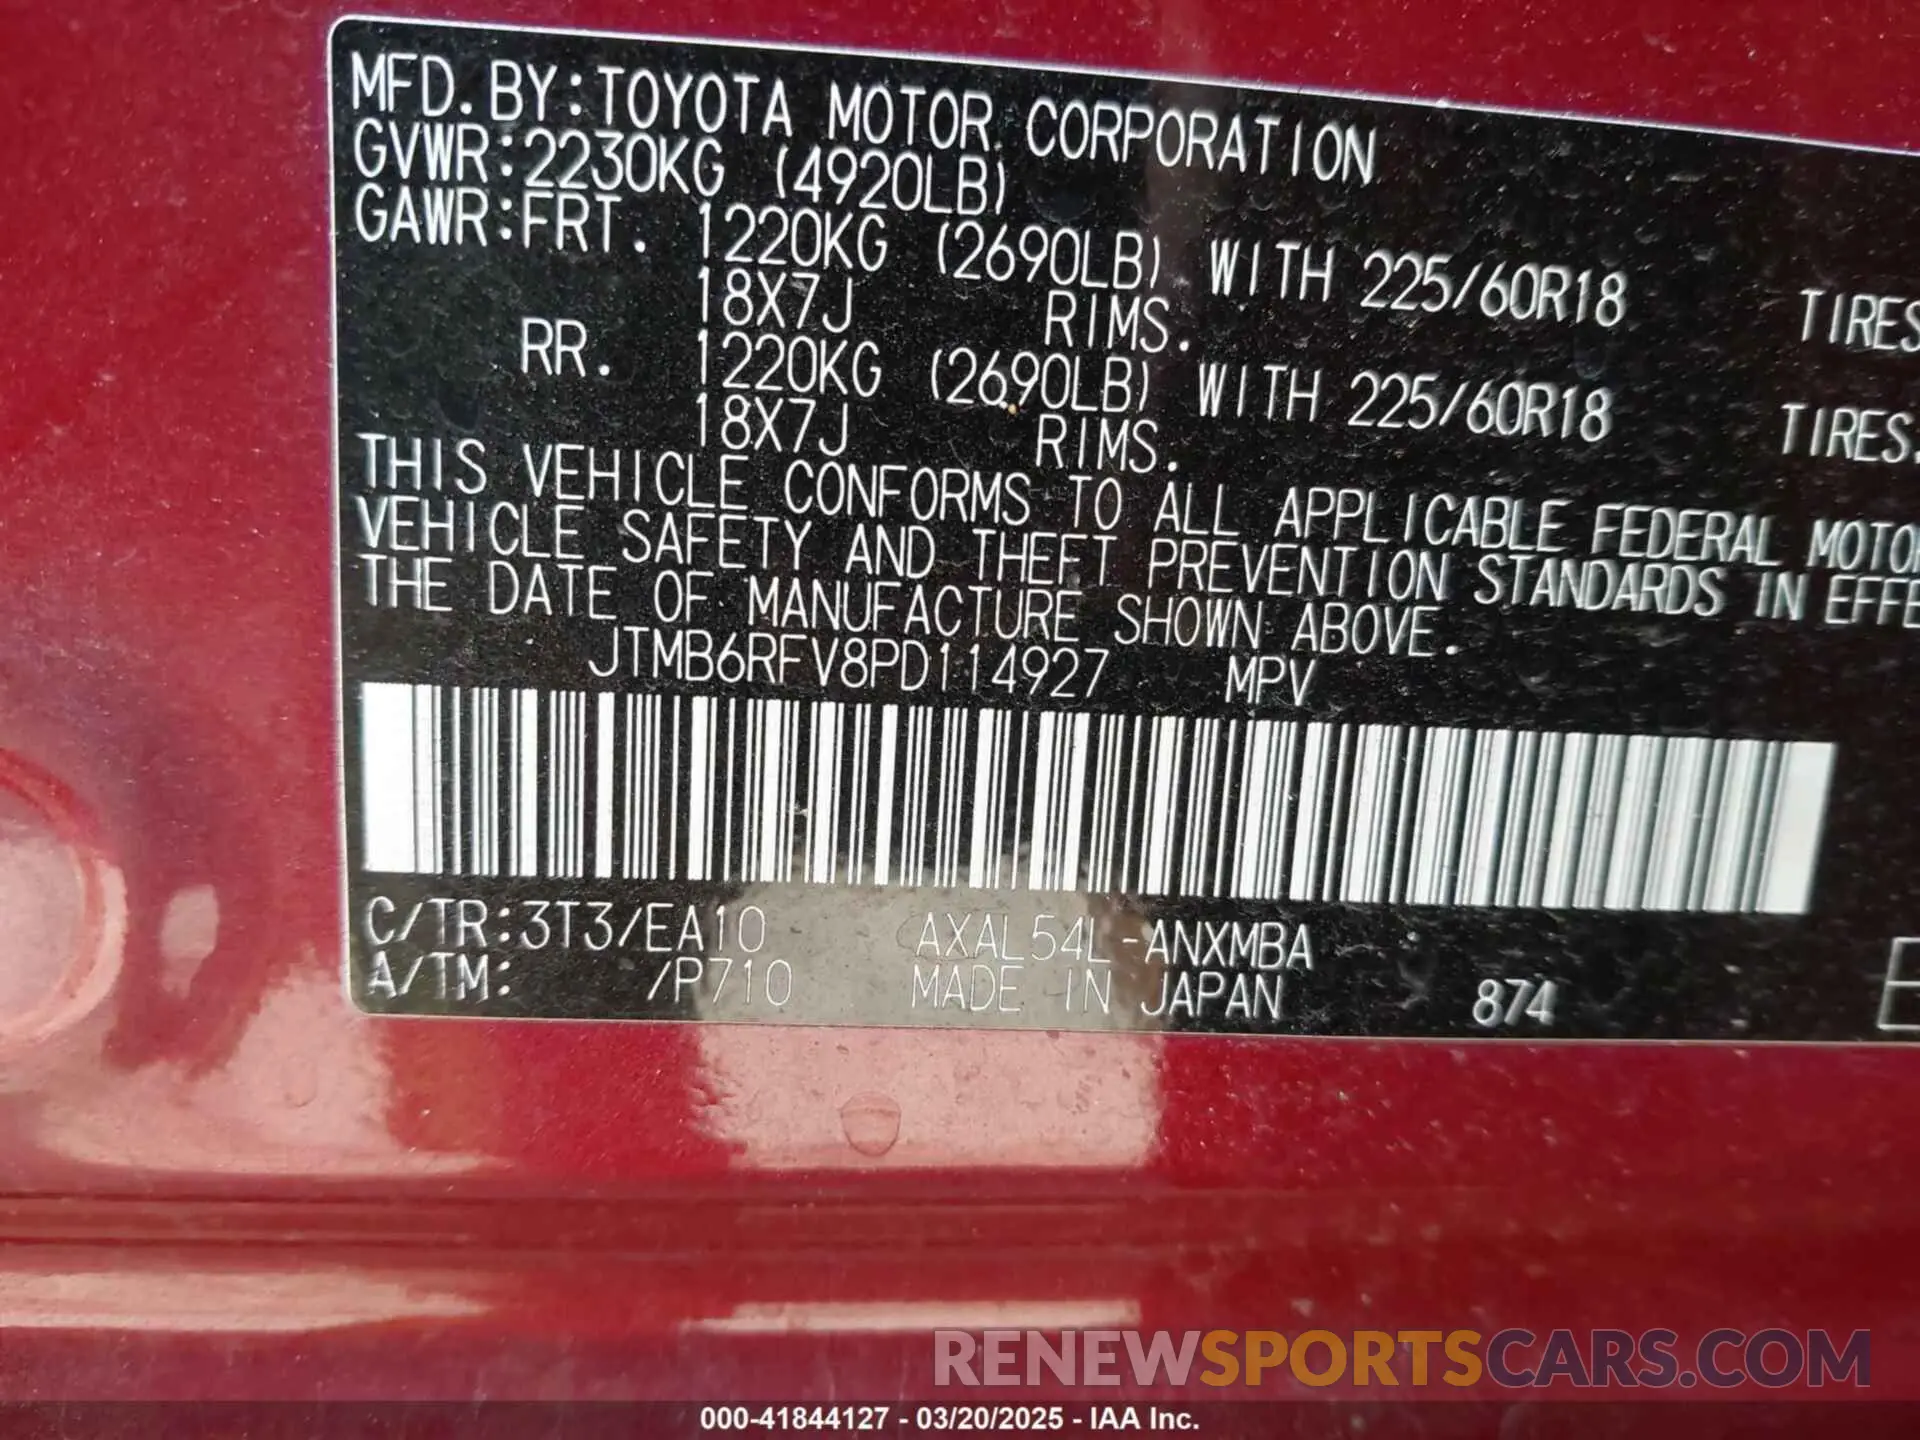 MFD. BY:TOYOTA MOTOR CORPORATION
GVWR:2230KG (4920LB)
GAWR:FRT. 1220KG (2690LB) WITH 225/60R18 TIRES
18X7J RIMS.
RR. 1220KG (2690LB) WITH 225/60R18 TIRES.
18X7J RIMS.
THIS VEHICLE CONFORMS TO ALL APPLICABLE FEDERAL MOTOR
VEHICLE SAFETY AND THEFT PREVENTION STANDARDS IN EFFE
THE DATE OF MANUFACTURE SHOWN ABOVE.
JTMB6RFV8PD114927 MPV
C/TR:3T3/EA10 AXAL54L-ANXMBA
A/TM: /P710 MADE IN JAPAN 874
RENEWSPORTSCARS.COM
000-41844127 - 03/20/2025 - IAA Inc.